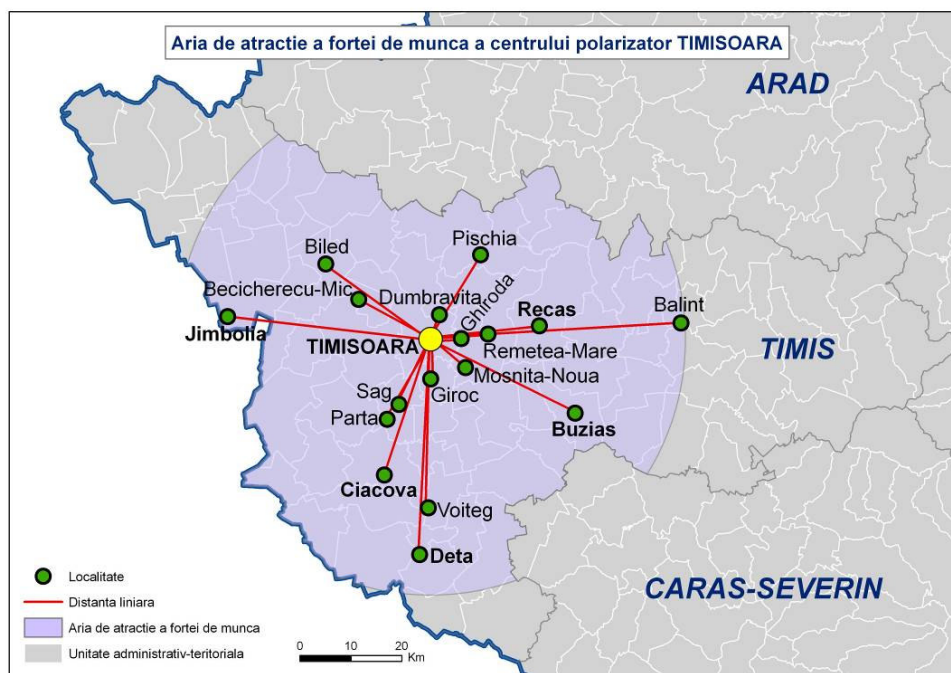 Aria de atractie a fortei de munca a centrului polarizator TIMISOARA
ARAD
Pischia
Biled
Ghiroda
Becicherecu-Mic
Dumbravita
Recas
Balint
Jimbolia
TIMISOARA
Remetea-Mare
TIMIS
Mosnita-Noua
Sag
Giroc
Parta
Buzias
Ciacova
Voiteg
Deta
CARAS-SEVERIN
Localitate
Distanta liniara
Aria de atractie a fortei de munca
Unitate administrativ-teritoriala
0 10 20
Km